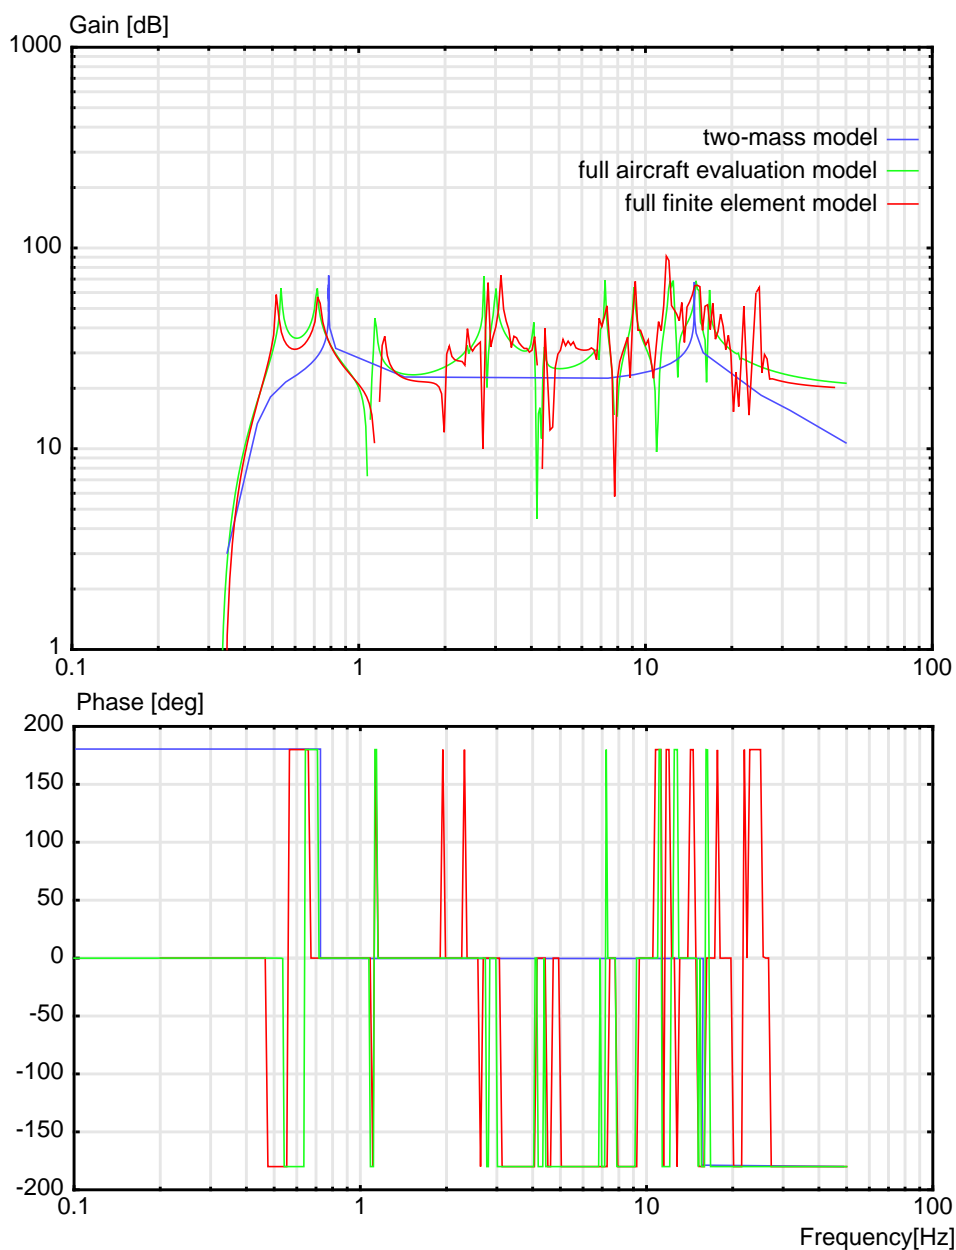 Gain [dB]
1000
two-mass model
full aircraft evaluation model
full finite element model
100
10
1
0.1 1 10 100
Phase [deg]
200
150
100
50
0
-50
-100
-150
-200
0.1 1 10 100
Frequency[Hz]